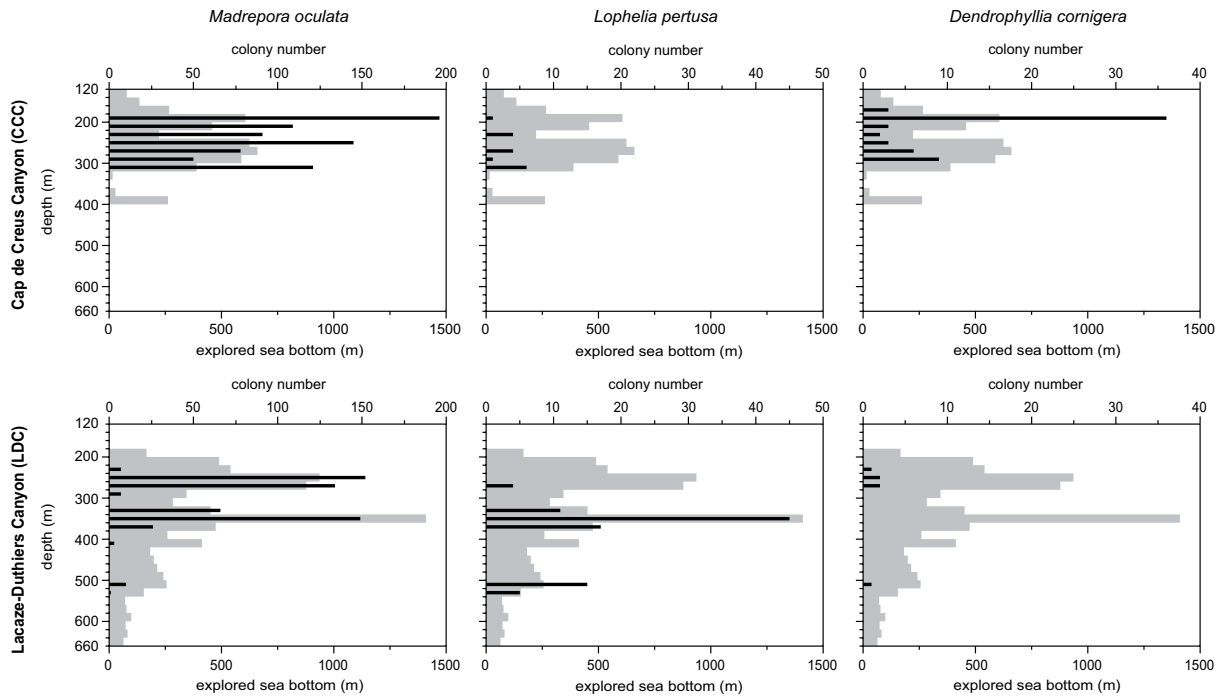 Madrepora oculata Lophelia pertusa Dendrophyllia cornigera
colony number colony number colony number
0 50 100 150 200 0 10 20 30 40 50 0 10 20 30 40
Cap de Creus Canyon (CCC)
depth (m)
120
200
300
400
500
600
660
0 500 1000 1500 0 500 1000 1500 0 500 1000 1500
explored sea bottom (m) explored sea bottom (m) explored sea bottom (m)
colony number colony number colony number
0 50 100 150 200 0 10 20 30 40 50 0 10 20 30 40
Lacaze-Duthiers Canyon (LDC)
depth (m)
120
200
300
400
500
600
660
0 500 1000 1500 0 500 1000 1500 0 500 1000 1500
explored sea bottom (m) explored sea bottom (m) explored sea bottom (m)